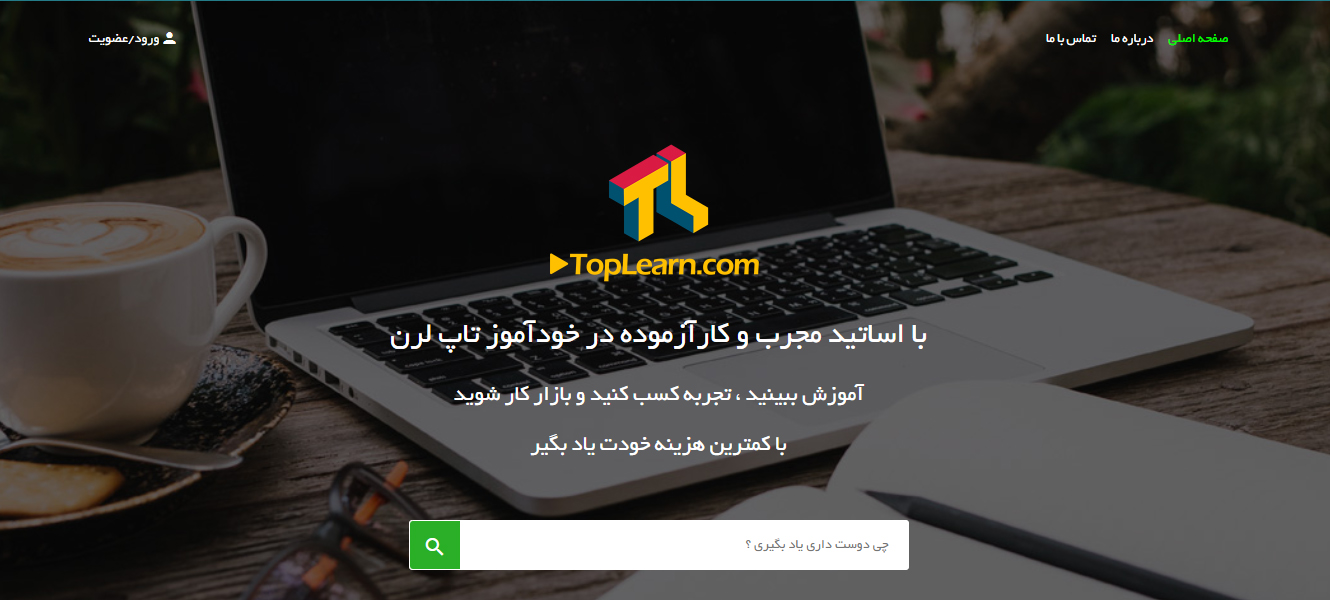 صفحه اصلی درباره ما تماس با ما
ورود/عضویت
TL
TopLearn.com
با اساتید مجرب و کارآزموده در خودآموز تاپ لرن
آموزش ببینید ، تجربه کسب کنید و بازار کار شوید
با کمترین هزینه خودت یاد بگیر
چی دوست داری یاد بگیری ؟